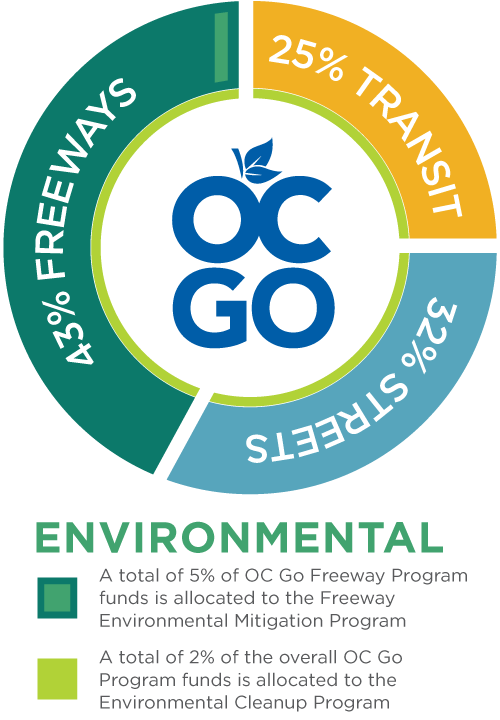 43% FREEWAYS
25% TRANSIT
32% STREETS
OC
GO
ENVIRONMENTAL
A total of 5% of OC Go Freeway Program
funds is allocated to the Freeway
Environmental Mitigation Program
A total of 2% of the overall OC Go
Program funds is allocated to the
Environmental Cleanup Program